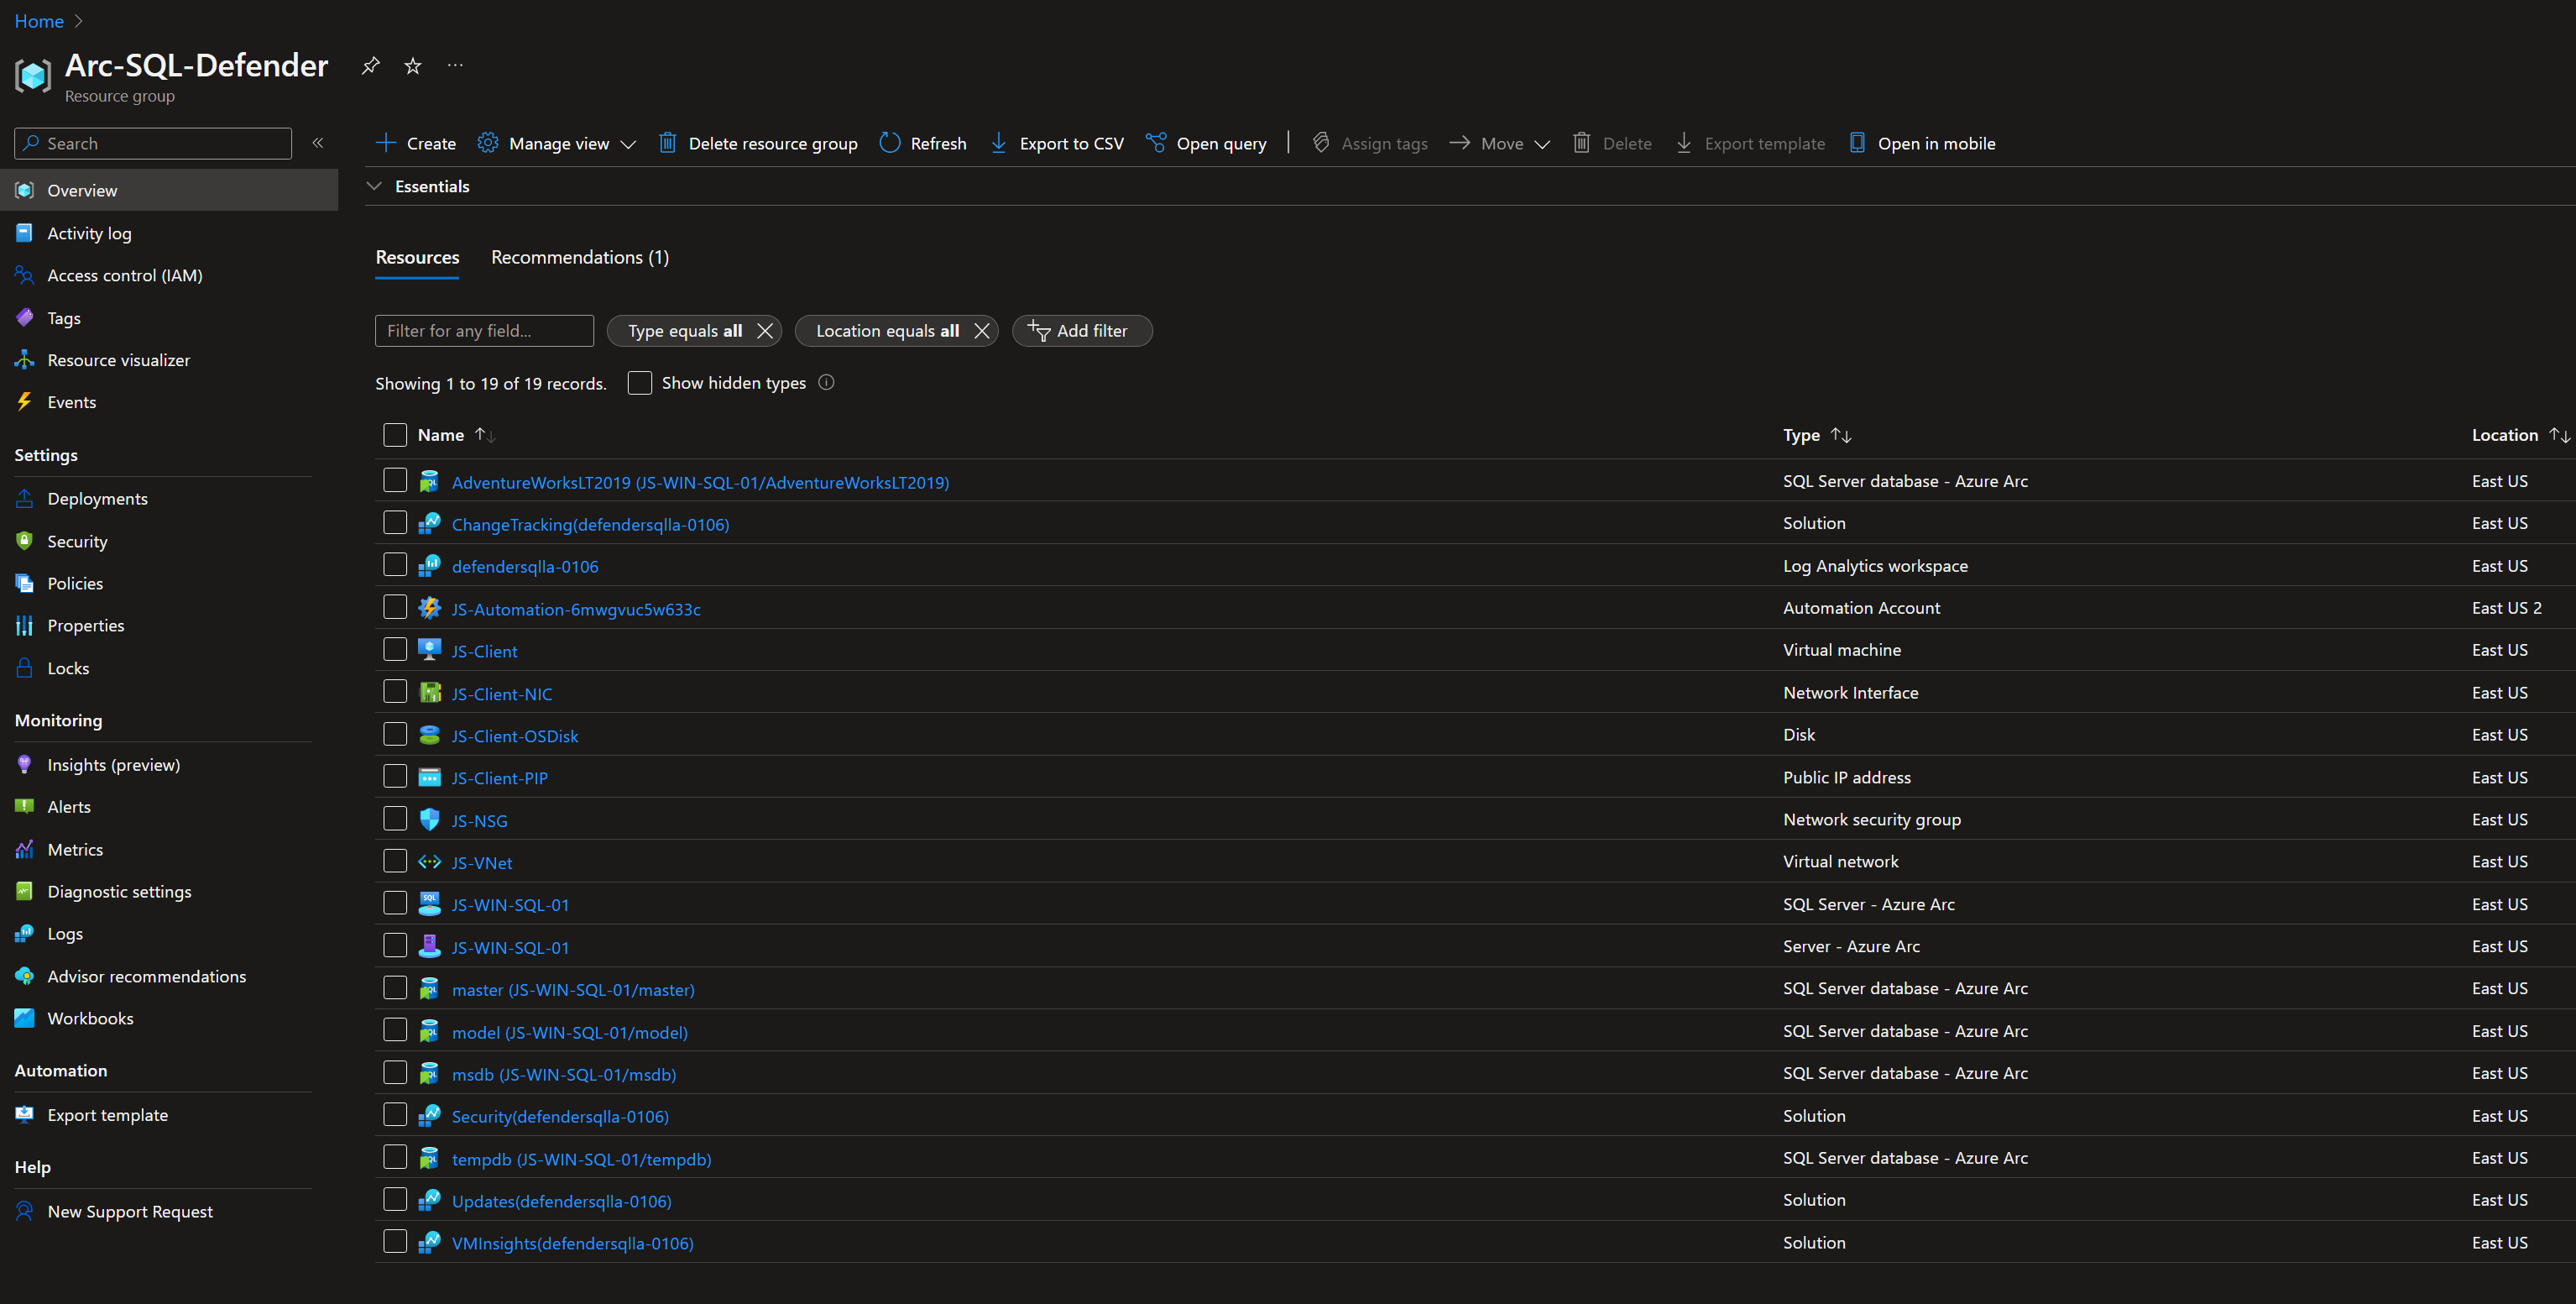 Home
Arc-SQL-Defender
Resource group
Search
Overview
Activity log
Access control (IAM)
Tags
Resource visualizer
Events
Settings
Deployments
Security
Policies
Properties
Locks
Monitoring
Insights (preview)
Alerts
Metrics
Diagnostic settings
Logs
Advisor recommendations
Workbooks
Automation
Export template
Help
New Support Request
Create Manage view Delete resource group Refresh Export to CSV Open query Assign tags Move Delete Export template Open in mobile
Essentials
Resources Recommendations (1)
Filter for any field... Type equals all Location equals all Add filter
Showing 1 to 19 of 19 records. Show hidden types
Name Type Location
AdventureWorksLT2019 (JS-WIN-SQL-01/AdventureWorksLT2019) SQL Server database - Azure Arc East US
ChangeTracking(defendersqlla-0106) Solution East US
defendersqlla-0106 Log Analytics workspace East US
JS-Automation-6mwgvuc5w633c Automation Account East US 2
JS-Client Virtual machine East US
JS-Client-NIC Network Interface East US
JS-Client-OSDisk Disk East US
JS-Client-PIP Public IP address East US
JS-NSG Network security group East US
JS-VNet Virtual network East US
JS-WIN-SQL-01 SQL Server - Azure Arc East US
JS-WIN-SQL-01 Server - Azure Arc East US
master (JS-WIN-SQL-01/master) SQL Server database - Azure Arc East US
model (JS-WIN-SQL-01/model) SQL Server database - Azure Arc East US
msdb (JS-WIN-SQL-01/msdb) SQL Server database - Azure Arc East US
Security(defendersqlla-0106) Solution East US
tempdb (JS-WIN-SQL-01/tempdb) SQL Server database - Azure Arc East US
Updates(defendersqlla-0106) Solution East US
VMInsights(defendersqlla-0106) Solution East US